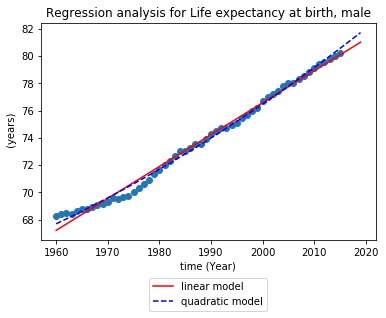 Regression analysis for Life expectancy at birth, male
82
80
78
76
74
72
70
68
(years)
1960 1970 1980 1990 2000 2010 2020
time (Year)
linear model
quadratic model